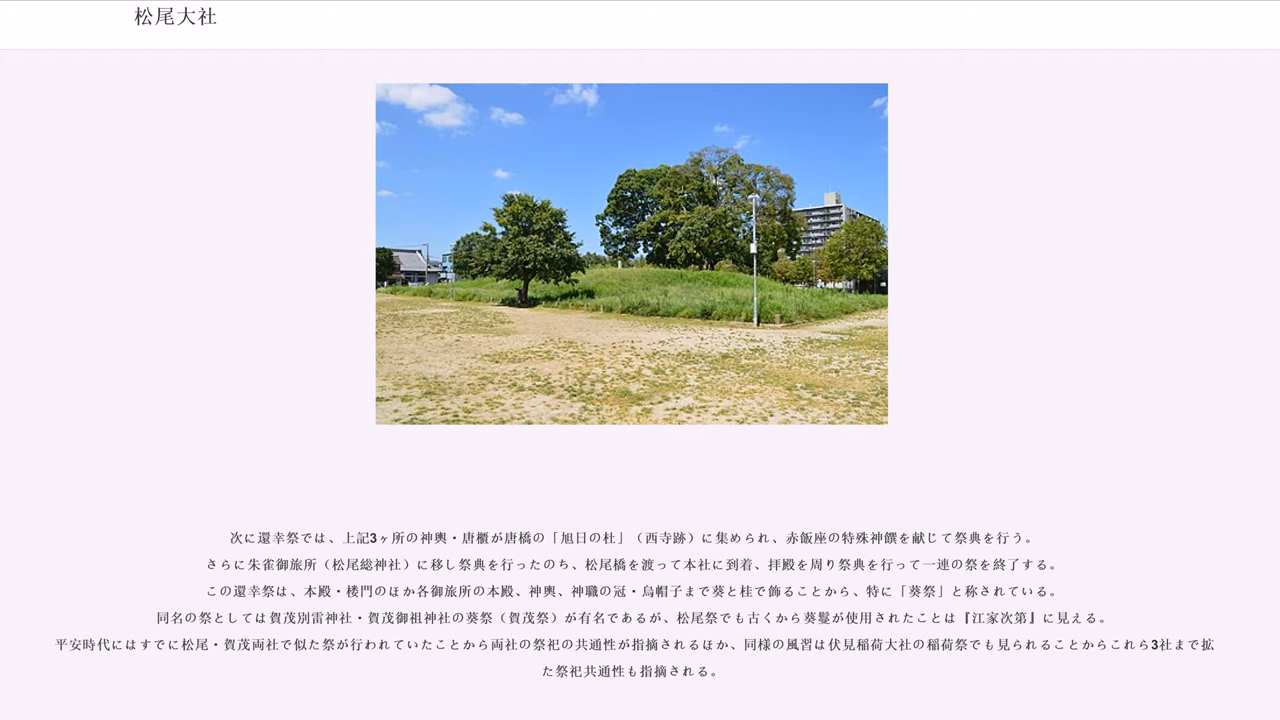 松尾大社
次に還幸祭では、上記3ヶ所の神輿・唐櫃が唐橋の「旭日の杜」（西寺跡）に集められ、赤飯座の特殊神饌を献じて祭典を行う。
さらに朱雀御旅所（松尾総神社）に移し祭典を行ったのち、松尾橋を渡って本社に到着、拝殿を周り祭典を行って一連の祭を終了する。
この還幸祭は、本殿・楼門のほか各御旅所の本殿、神輿、神職の冠・烏帽子まで葵と桂で飾ることから、特に「葵祭」と称されている。
同名の祭としては賀茂別雷神社・賀茂御祖神社の葵祭（賀茂祭）が有名であるが、松尾祭でも古くから葵鬘が使用されたことは『江家次第』に見える。
平安時代にはすでに松尾・賀茂両社で似た祭が行われていたことから両社の祭祀の共通性が指摘されるほか、同様の風習は伏見稲荷大社の稲荷祭でも見られることからこれら3社まで拡
た祭祀共通性も指摘される。